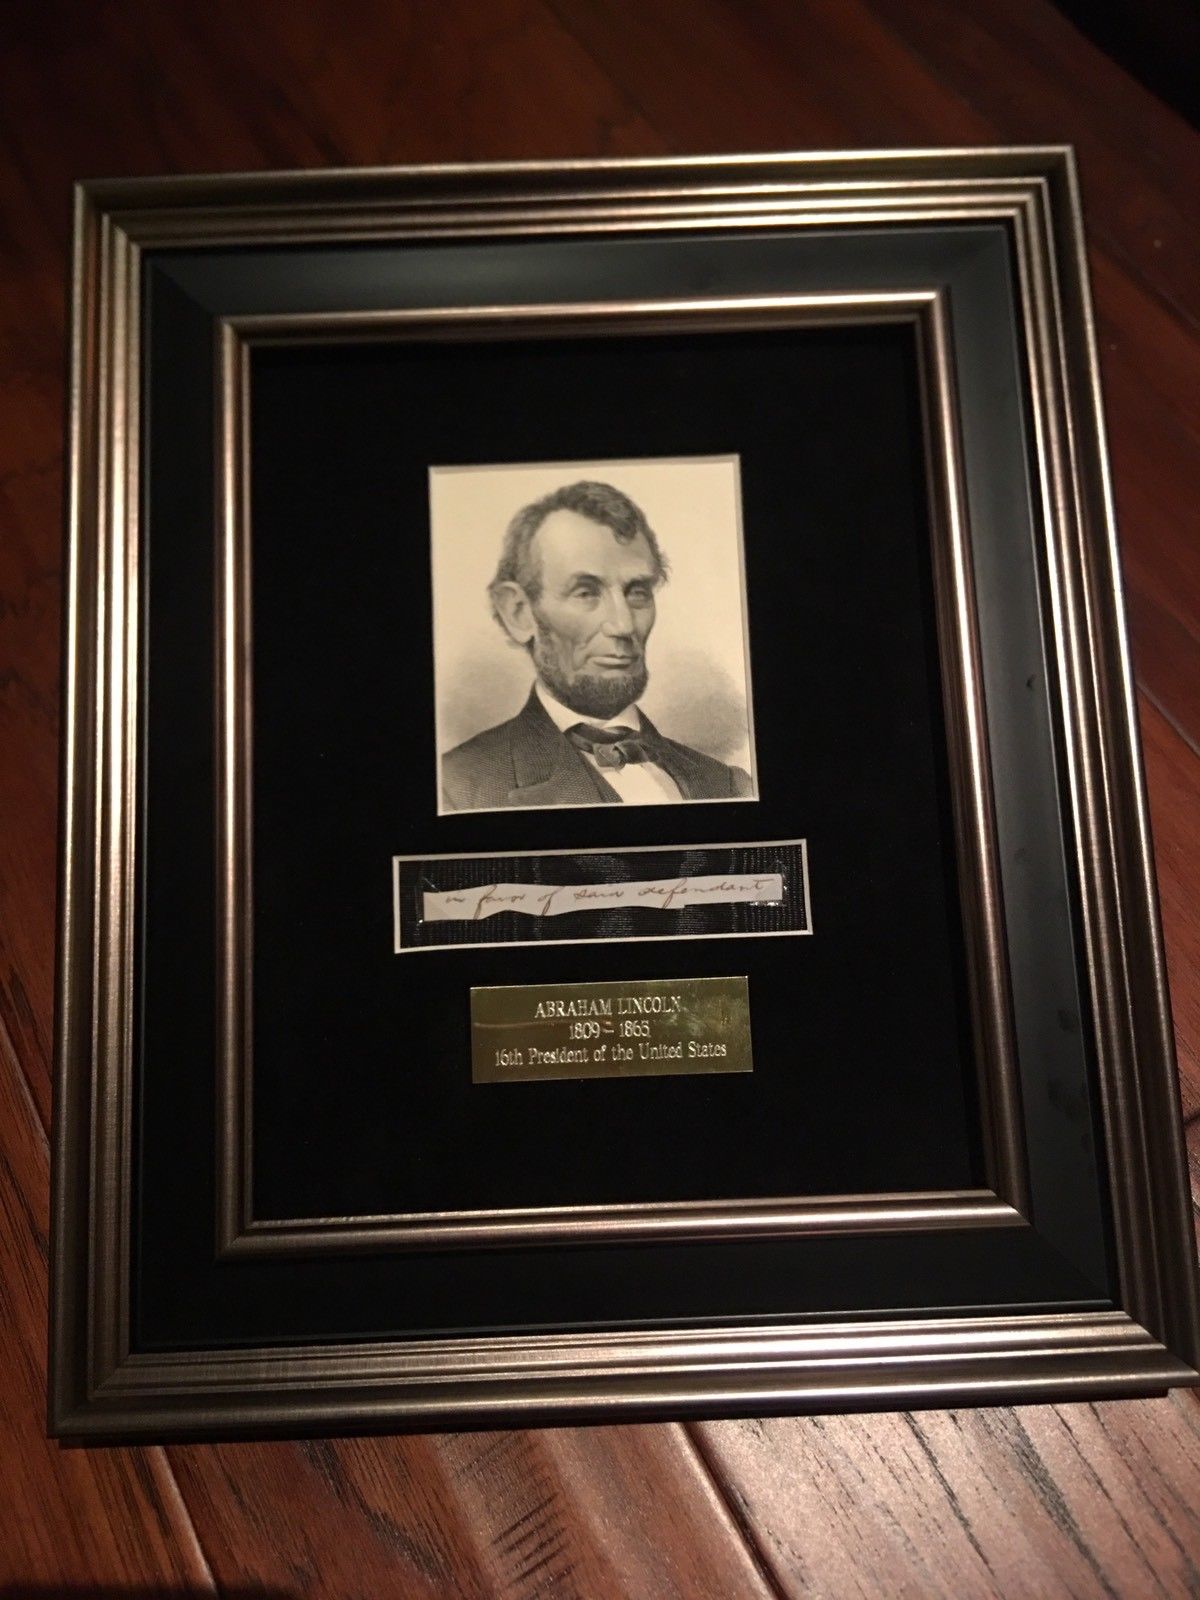 in favor of said defendant
ABRAHAM LINCOLN
1809 - 1865
16th President of the United States